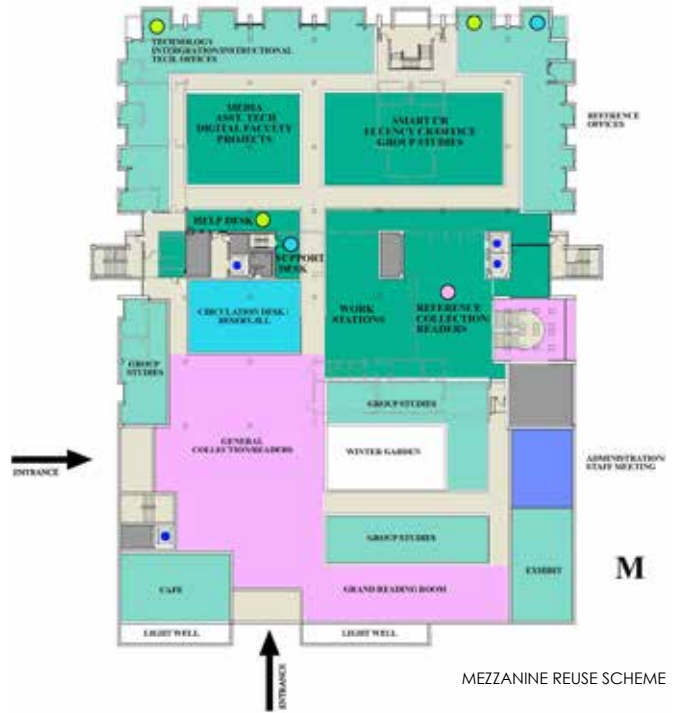 TECHNOLOGY
INTERGRATION/INSTRUCTIONAL
TECH. OFFICES
MEDIA
ASST. TECH
DIGITAL FACULTY
PROJECTS
SMART CR
GROUP STUDIES
REFERENCE
OFFICES
HELP DESK
SUPPORT
DESK
CIRCULATION DESK /
WORK
STATIONS
REFERENCE
COLLECTION/
READERS
GROUP
STUDIES
GROUP STUDIES
GENERAL
COLLECTION/READERS
WINTER GARDEN
ENTRANCE
ADMINISTRATION/
STAFF MEETING
GROUP STUDIES
CAFE
GRAND READING ROOM
EXHIBIT
M
LIGHT WELL
LIGHT WELL
ENTRANCE
MEZZANINE REUSE SCHEME